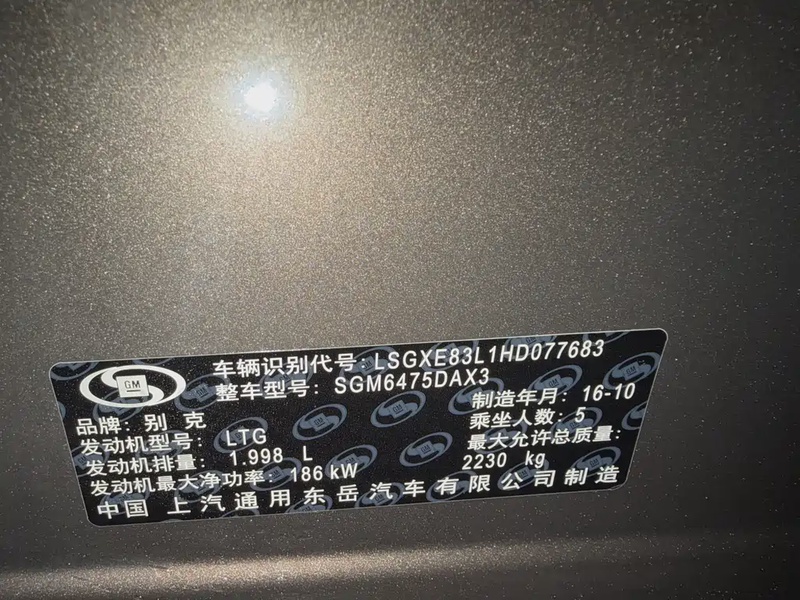 GM
车辆识别代号: LSGXE83L1HD077683
整车型号: SGM6475DAX3
品牌: 别 克
制造年月: 16-10
发动机型号: LTG
乘坐人数: 5
发动机排量: 1.998 L
最大允许总质量:
发动机最大净功率: 186 kW
2230 kg
中国 上汽通用东岳汽车有限公司制造